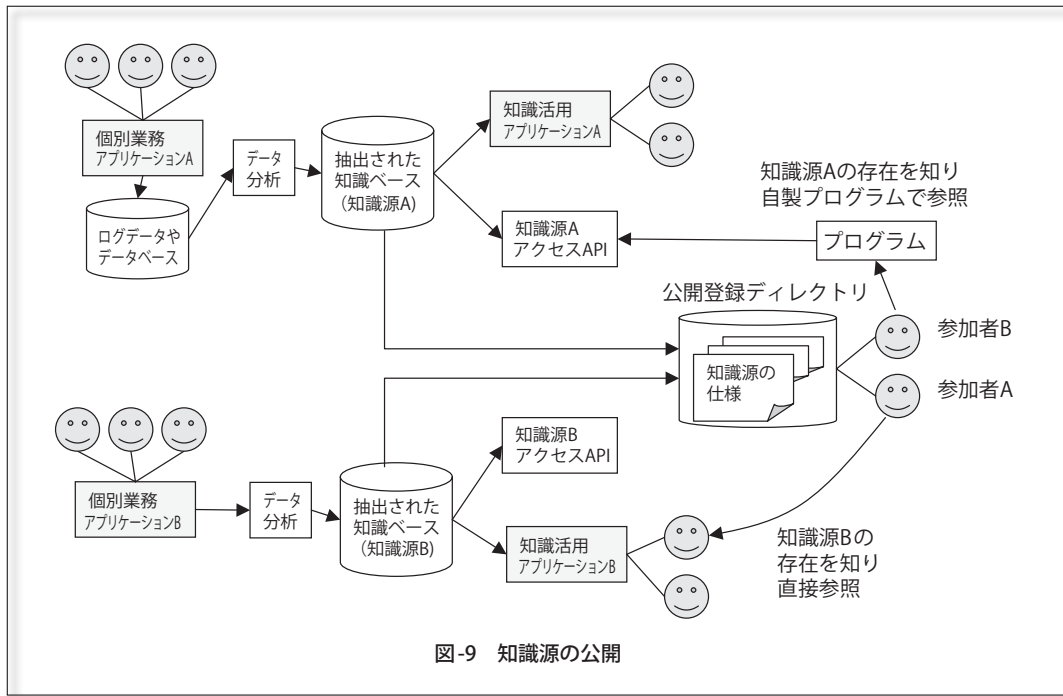 個別業務
アプリケーションA
ログデータや
データベース
データ
分析
抽出された
知識ベース
(知識源A)
知識活用
アプリケーションA
知識源A
アクセスAPI
知識源Aの存在を知り
自製プログラムで参照
プログラム
公開登録ディレクトリ
知識源の
仕様
参加者B
参加者A
個別業務
アプリケーションB
データ
分析
抽出された
知識ベース
(知識源B)
知識源B
アクセスAPI
知識活用
アプリケーションB
知識源Bの
存在を知り
直接参照
図-9 知識源の公開